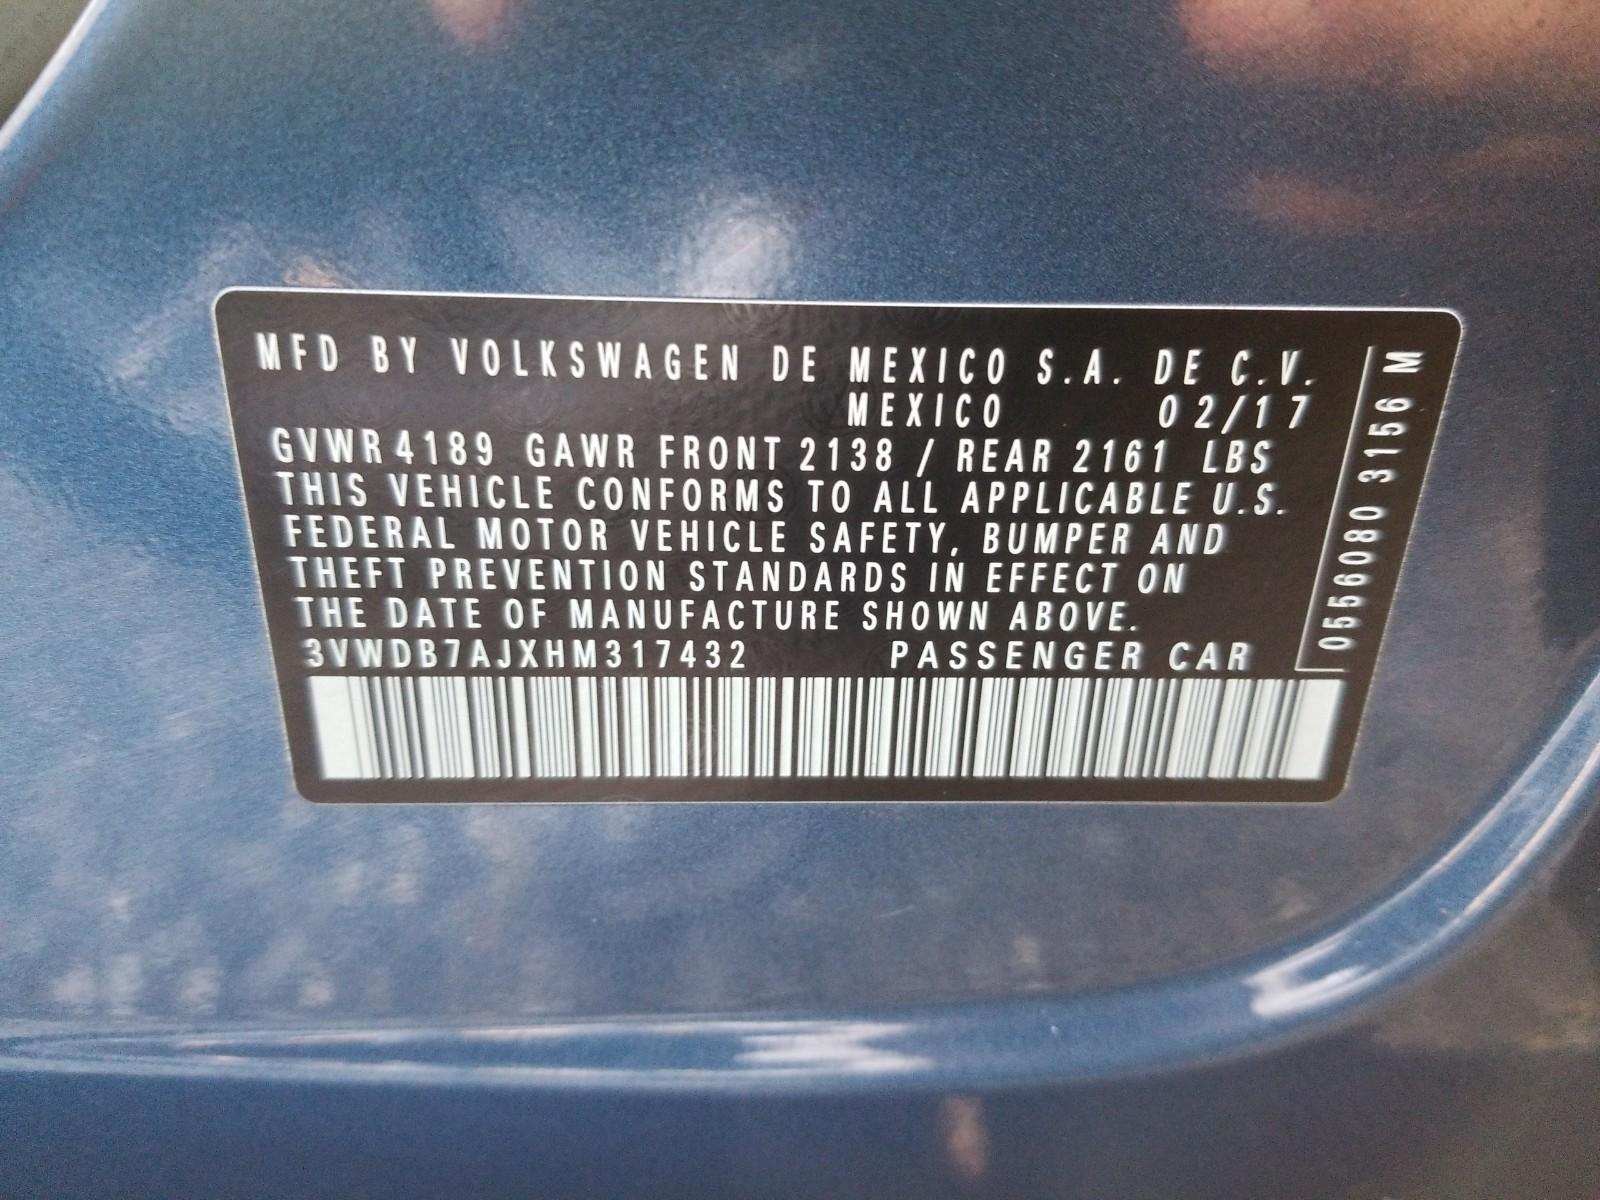 MFD BY VOLKSWAGEN DE MEXICO S.A. DE C.V.
MEXICO 02/17
GVWR 4189 GAWR FRONT 2138 / REAR 2161 LBS
THIS VEHICLE CONFORMS TO ALL APPLICABLE U.S.
FEDERAL MOTOR VEHICLE SAFETY, BUMPER AND
THEFT PREVENTION STANDARDS IN EFFECT ON
THE DATE OF MANUFACTURE SHOWN ABOVE.
3VWDB7AJXHM317432 PASSENGER CAR
0556080 3156 M